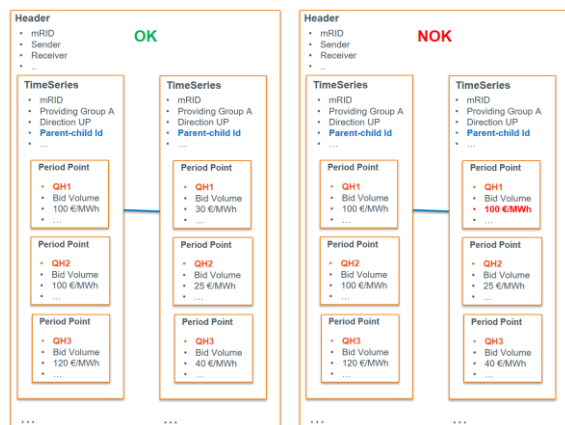 Header
• mRID
• Sender
• Receiver
• ..
OK
TimeSeries
• mRID
• Providing Group A
• Direction UP
• Parent-child Id
• …
Period Point
• QH1
• Bid Volume
• 100 €/MWh
• …
Period Point
• QH2
• Bid Volume
• 100 €/MWh
• …
Period Point
• QH3
• Bid Volume
• 120 €/MWh
• …
…
TimeSeries
• mRID
• Providing Group A
• Direction UP
• Parent-child Id
• …
Period Point
• QH1
• Bid Volume
• 30 €/MWh
• …
Period Point
• QH2
• Bid Volume
• 25 €/MWh
• …
Period Point
• QH3
• Bid Volume
• 40 €/MWh
• …
…
Header
• mRID
• Sender
• Receiver
• ..
NOK
TimeSeries
• mRID
• Providing Group A
• Direction UP
• Parent-child Id
• …
Period Point
• QH1
• Bid Volume
• 100 €/MWh
• …
Period Point
• QH2
• Bid Volume
• 100 €/MWh
• …
Period Point
• QH3
• Bid Volume
• 120 €/MWh
• …
…
TimeSeries
• mRID
• Providing Group A
• Direction UP
• Parent-child Id
• …
Period Point
• QH1
• Bid Volume
• 100 €/MWh
• …
Period Point
• QH2
• Bid Volume
• 25 €/MWh
• …
Period Point
• QH3
• Bid Volume
• 40 €/MWh
• …
…